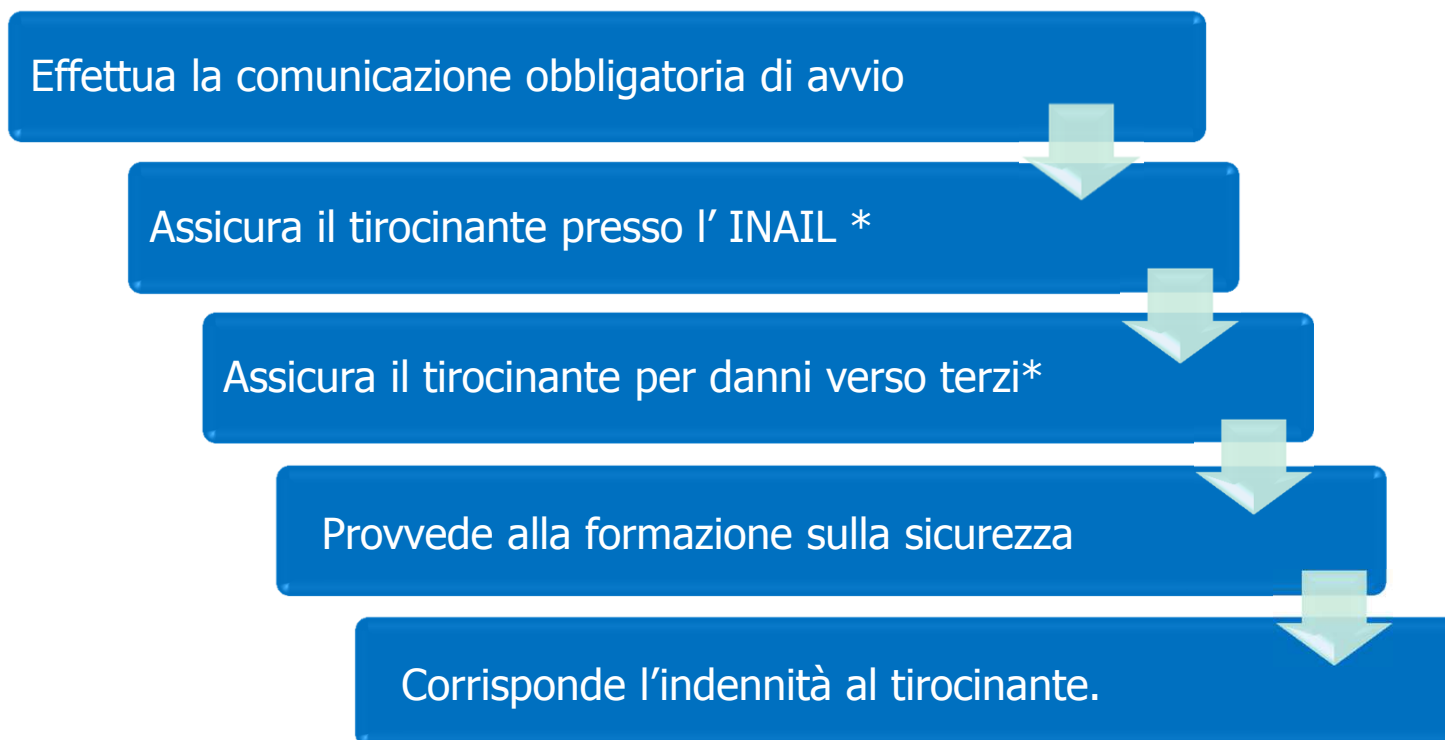 Effettua la comunicazione obbligatoria di avvio
Assicura il tirocinante presso l’ INAIL *
Assicura il tirocinante per danni verso terzi*
Provvede alla formazione sulla sicurezza
Corrisponde l’indennità al tirocinante.